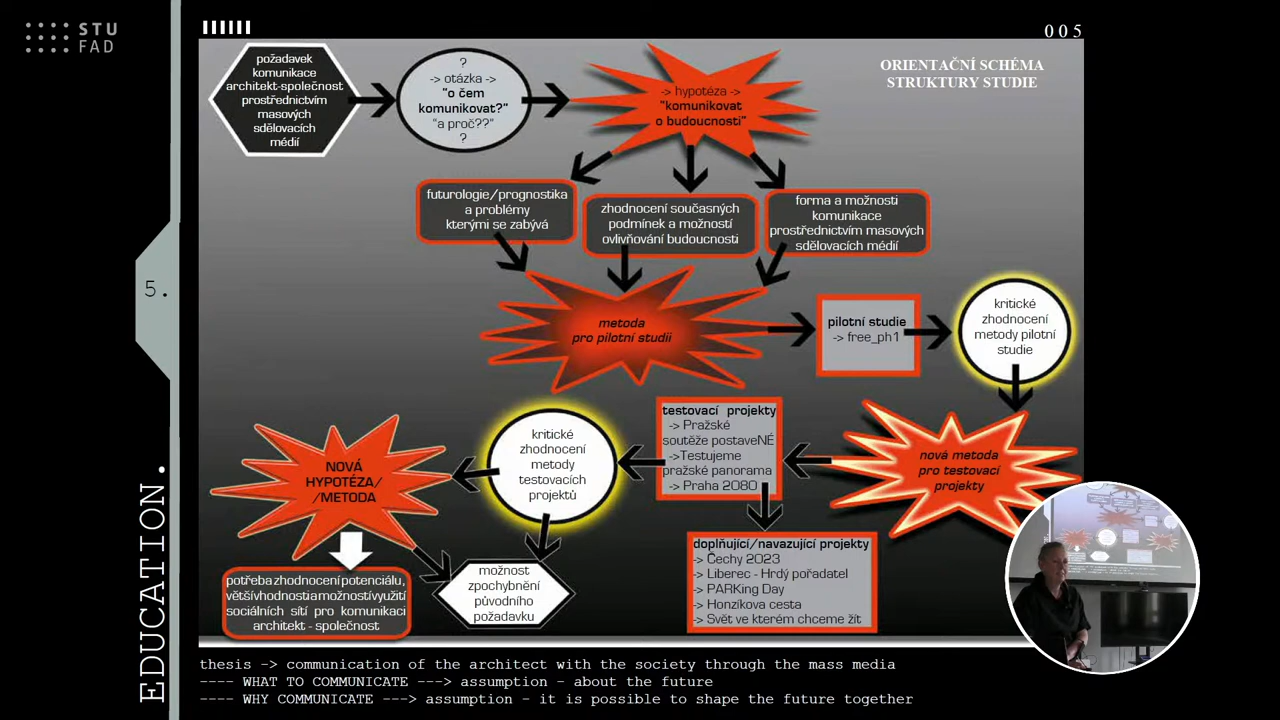 STU
FAD
005
ORIENTAČNÍ SCHÉMA
STRUKTURY STUDIE
požadavek
komunikace
architekt-společnost
prostřednictvím
masových
sdělovacích
médií
?
-> otázka ->
"o čem
komunikovat?"
"a proč??"
?
-> hypotéza ->
"komunikovat
o budoucnosti"
futurologie/prognostika
a problémy
kterými se zabývá
zhodnocení současných
podmínek a možností
ovlivňování budoucnosti
forma a možnosti
komunikace
prostřednictvím masových
sdělovacích médií
metoda
pro pilotní studii
pilotní studie
-> free_ph1
kritické
zhodnocení
metody pilotní
studie
nová metoda
pro testovací
projekty
testovací projekty
-> Pražské
soutěže postaveNÉ
->Testujeme
pražské panorama
-> Praha 2080
kritické
zhodnocení
metody
testovacích
projektů
NOVÁ
HYPOTÉZA/
/METODA
doplňující/navazující projekty
-> Čechy 2023
-> Liberec - Hrdý pořadatel
-> PARKing Day
-> Honzíkova cesta
-> Svět ve kterém chceme žít
možnost
zpochybnění
původního
požadavku
potřeba zhodnocení potenciálu,
větší vhodnosti a možností využití
sociálních sítí pro komunikaci
architekt - společnost
5.
EDUCATION.
thesis -> communication of the architect with the society through the mass media
---- WHAT TO COMMUNICATE ---> assumption - about the future
---- WHY COMMUNICATE ---> assumption - it is possible to shape the future together